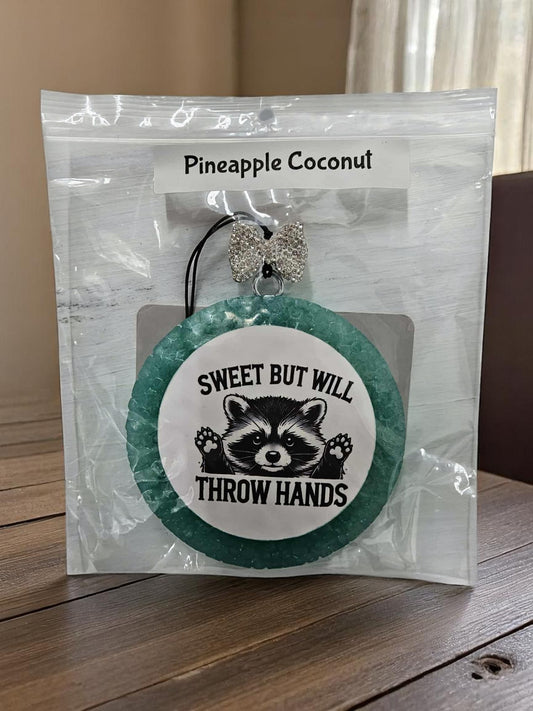 Pineapple Coconut
SWEET BUT WILL
THROW HANDS